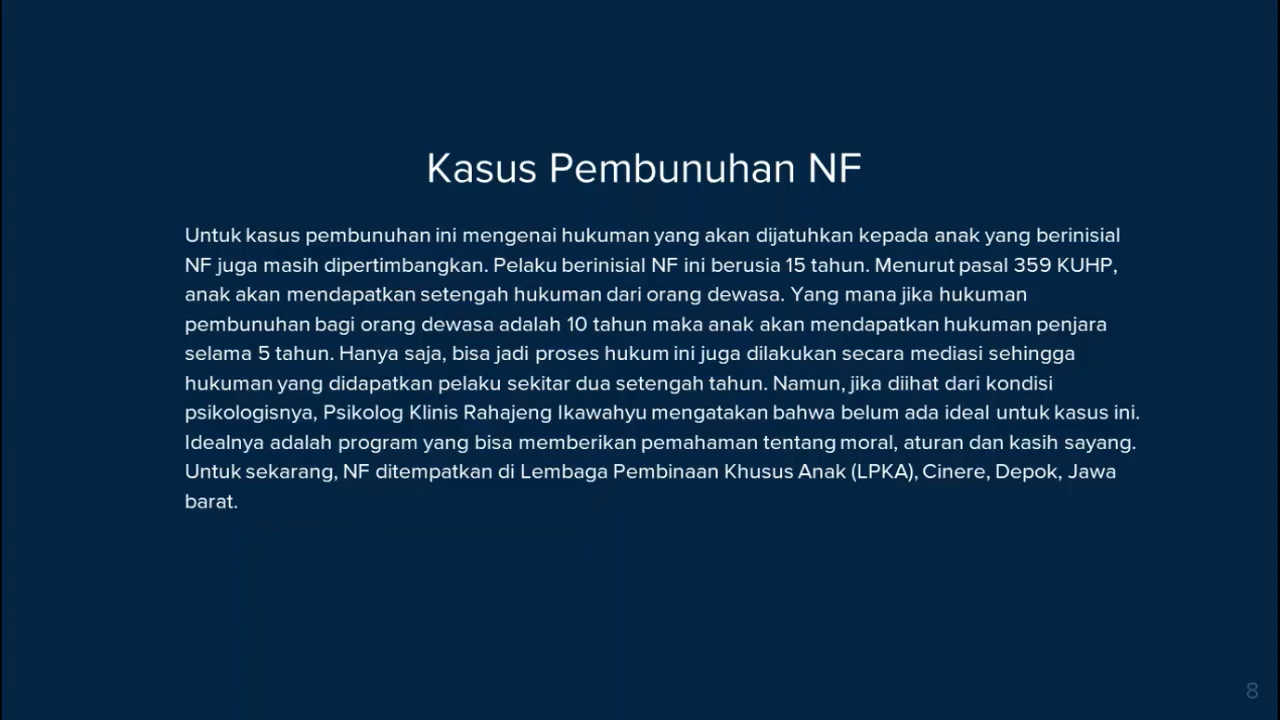 Kasus Pembunuhan NF
Untuk kasus pembunuhan ini mengenai hukuman yang akan dijatuhkan kepada anak yang berinisial
NF juga masih dipertimbangkan. Pelaku berinisial NF ini berusia 15 tahun. Menurut pasal 359 KUHP,
anak akan mendapatkan setengah hukuman dari orang dewasa. Yang mana jika hukuman
pembunuhan bagi orang dewasa adalah 10 tahun maka anak akan mendapatkan hukuman penjara
selama 5 tahun. Hanya saja, bisa jadi proses hukum ini juga dilakukan secara mediasi sehingga
hukuman yang didapatkan pelaku sekitar dua setengah tahun. Namun, jika diihat dari kondisi
psikologisnya, Psikolog Klinis Rahajeng Ikawahyu mengatakan bahwa belum ada ideal untuk kasus ini.
Idealnya adalah program yang bisa memberikan pemahaman tentang moral, aturan dan kasih sayang.
Untuk sekarang, NF ditempatkan di Lembaga Pembinaan Khusus Anak (LPKA), Cinere, Depok, Jawa
barat.
8